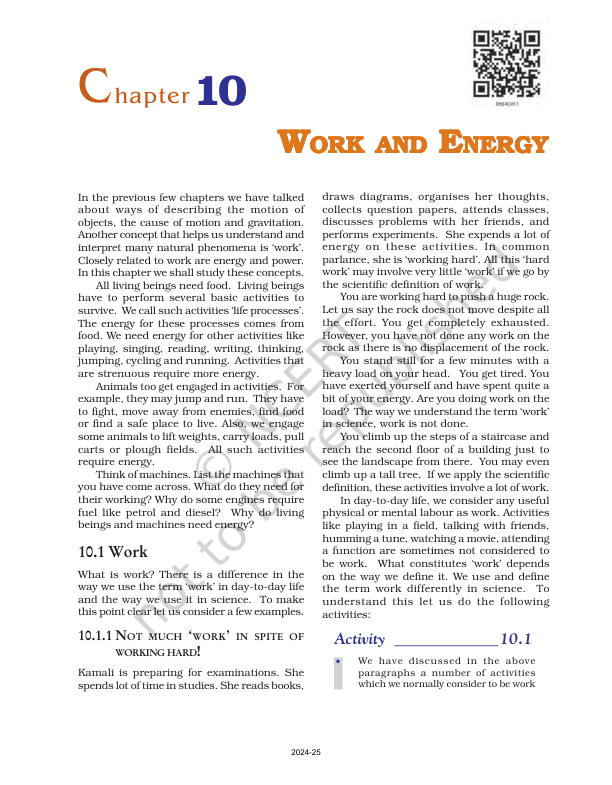 Chapter 10
WORK AND ENERGY
In the previous few chapters we have talked
about ways of describing the motion of
objects, the cause of motion and gravitation.
Another concept that helps us understand and
interpret many natural phenomena is ‘work’.
Closely related to work are energy and power.
In this chapter we shall study these concepts.
All living beings need food. Living beings
have to perform several basic activities to
survive. We call such activities ‘life processes’.
The energy for these processes comes from
food. We need energy for other activities like
playing, singing, reading, writing, thinking,
jumping, cycling and running. Activities that
are strenuous require more energy.
Animals too get engaged in activities. For
example, they may jump and run. They have
to fight, move away from enemies, find food
or find a safe place to live. Also, we engage
some animals to lift weights, carry loads, pull
carts or plough fields. All such activities
require energy.
Think of machines. List the machines that
you have come across. What do they need for
their working? Why do some engines require
fuel like petrol and diesel? Why do living
beings and machines need energy?
10.1 Work
What is work? There is a difference in the
way we use the term ‘work’ in day-to-day life
and the way we use it in science. To make
this point clear let us consider a few examples.
10.1.1 NOT MUCH ‘WORK’ IN SPITE OF
WORKING HARD!
Kamali is preparing for examinations. She
spends lot of time in studies. She reads books,
draws diagrams, organises her thoughts,
collects question papers, attends classes,
discusses problems with her friends, and
performs experiments. She expends a lot of
energy on these activities. In common
parlance, she is ‘working hard’. All this ‘hard
work’ may involve very little ‘work’ if we go by
the scientific definition of work.
You are working hard to push a huge rock.
Let us say the rock does not move despite all
the effort. You get completely exhausted.
However, you have not done any work on the
rock as there is no displacement of the rock.
You stand still for a few minutes with a
heavy load on your head. You get tired. You
have exerted yourself and have spent quite a
bit of your energy. Are you doing work on the
load? The way we understand the term ‘work’
in science, work is not done.
You climb up the steps of a staircase and
reach the second floor of a building just to
see the landscape from there. You may even
climb up a tall tree. If we apply the scientific
definition, these activities involve a lot of work.
In day-to-day life, we consider any useful
physical or mental labour as work. Activities
like playing in a field, talking with friends,
humming a tune, watching a movie, attending
a function are sometimes not considered to
be work. What constitutes ‘work’ depends
on the way we define it. We use and define
the term work differently in science. To
understand this let us do the following
activities:
Activity ______________ 10.1
• We have discussed in the above
paragraphs a number of activities
which we normally consider to be work
© NCERT
not to be republished
2024-25